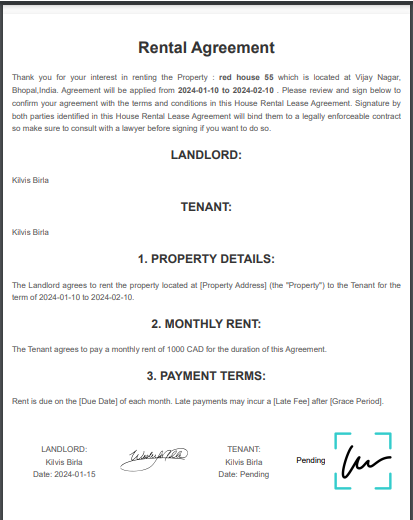 Rental Agreement
Thank you for your interest in renting the Property : red house 55 which is located at Vijay Nagar,
Bhopal,India. Agreement will be applied from 2024-01-10 to 2024-02-10 . Please review and sign below to
confirm your agreement with the terms and conditions in this House Rental Lease Agreement. Signature by
both parties identified in this House Rental Lease Agreement will bind them to a legally enforceable contract
so make sure to consult with a lawyer before signing if you want to do so.
LANDLORD:
Kilvis Birla
TENANT:
Kilvis Birla
1. PROPERTY DETAILS:
The Landlord agrees to rent the property located at [Property Address] (the "Property") to the Tenant for the
term of 2024-01-10 to 2024-02-10.
2. MONTHLY RENT:
The Tenant agrees to pay a monthly rent of 1000 CAD for the duration of this Agreement.
3. PAYMENT TERMS:
Rent is due on the [Due Date] of each month. Late payments may incur a [Late Fee] after [Grace Period].
LANDLORD:
Kilvis Birla
Date: 2024-01-15
TENANT:
Kilvis Birla
Date: Pending
Pending